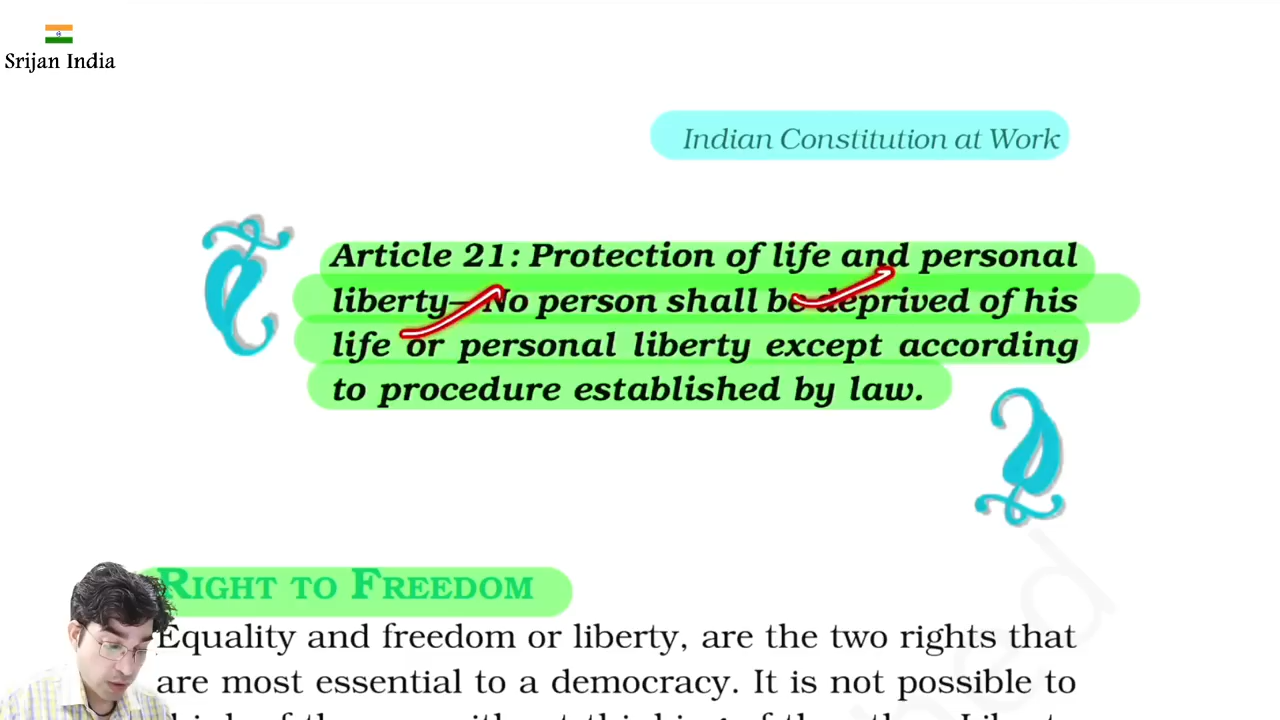 Srijan India
Indian Constitution at Work
Article 21: Protection of life and personal
liberty— No person shall be deprived of his
life or personal liberty except according
to procedure established by law.
RIGHT TO FREEDOM
Equality and freedom or liberty, are the two rights that
are most essential to a democracy. It is not possible to